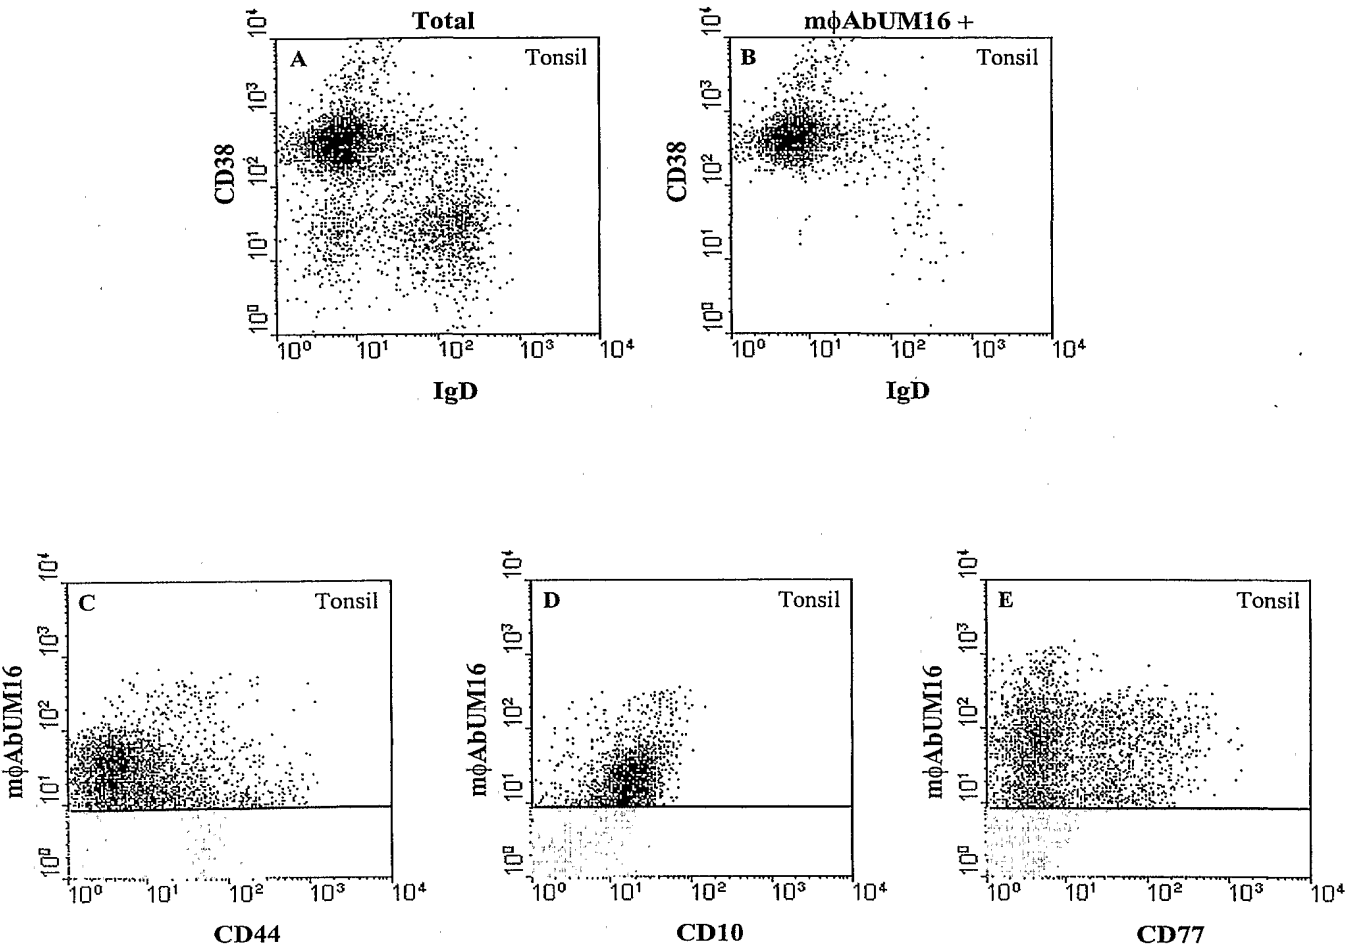 Total
mϕAbUM16 +
A
Tonsil
CD38
10⁴
10³
10²
10¹
10⁰
10⁰
10¹
10²
10³
10⁴
IgD
B
Tonsil
CD38
10⁴
10³
10²
10¹
10⁰
10⁰
10¹
10²
10³
10⁴
IgD
C
Tonsil
mϕAbUM16
10⁴
10³
10²
10¹
10⁰
10⁰
10¹
10²
10³
10⁴
CD44
D
Tonsil
mϕAbUM16
10⁴
10³
10²
10¹
10⁰
10⁰
10¹
10²
10³
10⁴
CD10
E
Tonsil
mϕAbUM16
10⁴
10³
10²
10¹
10⁰
10⁰
10¹
10²
10³
10⁴
CD77